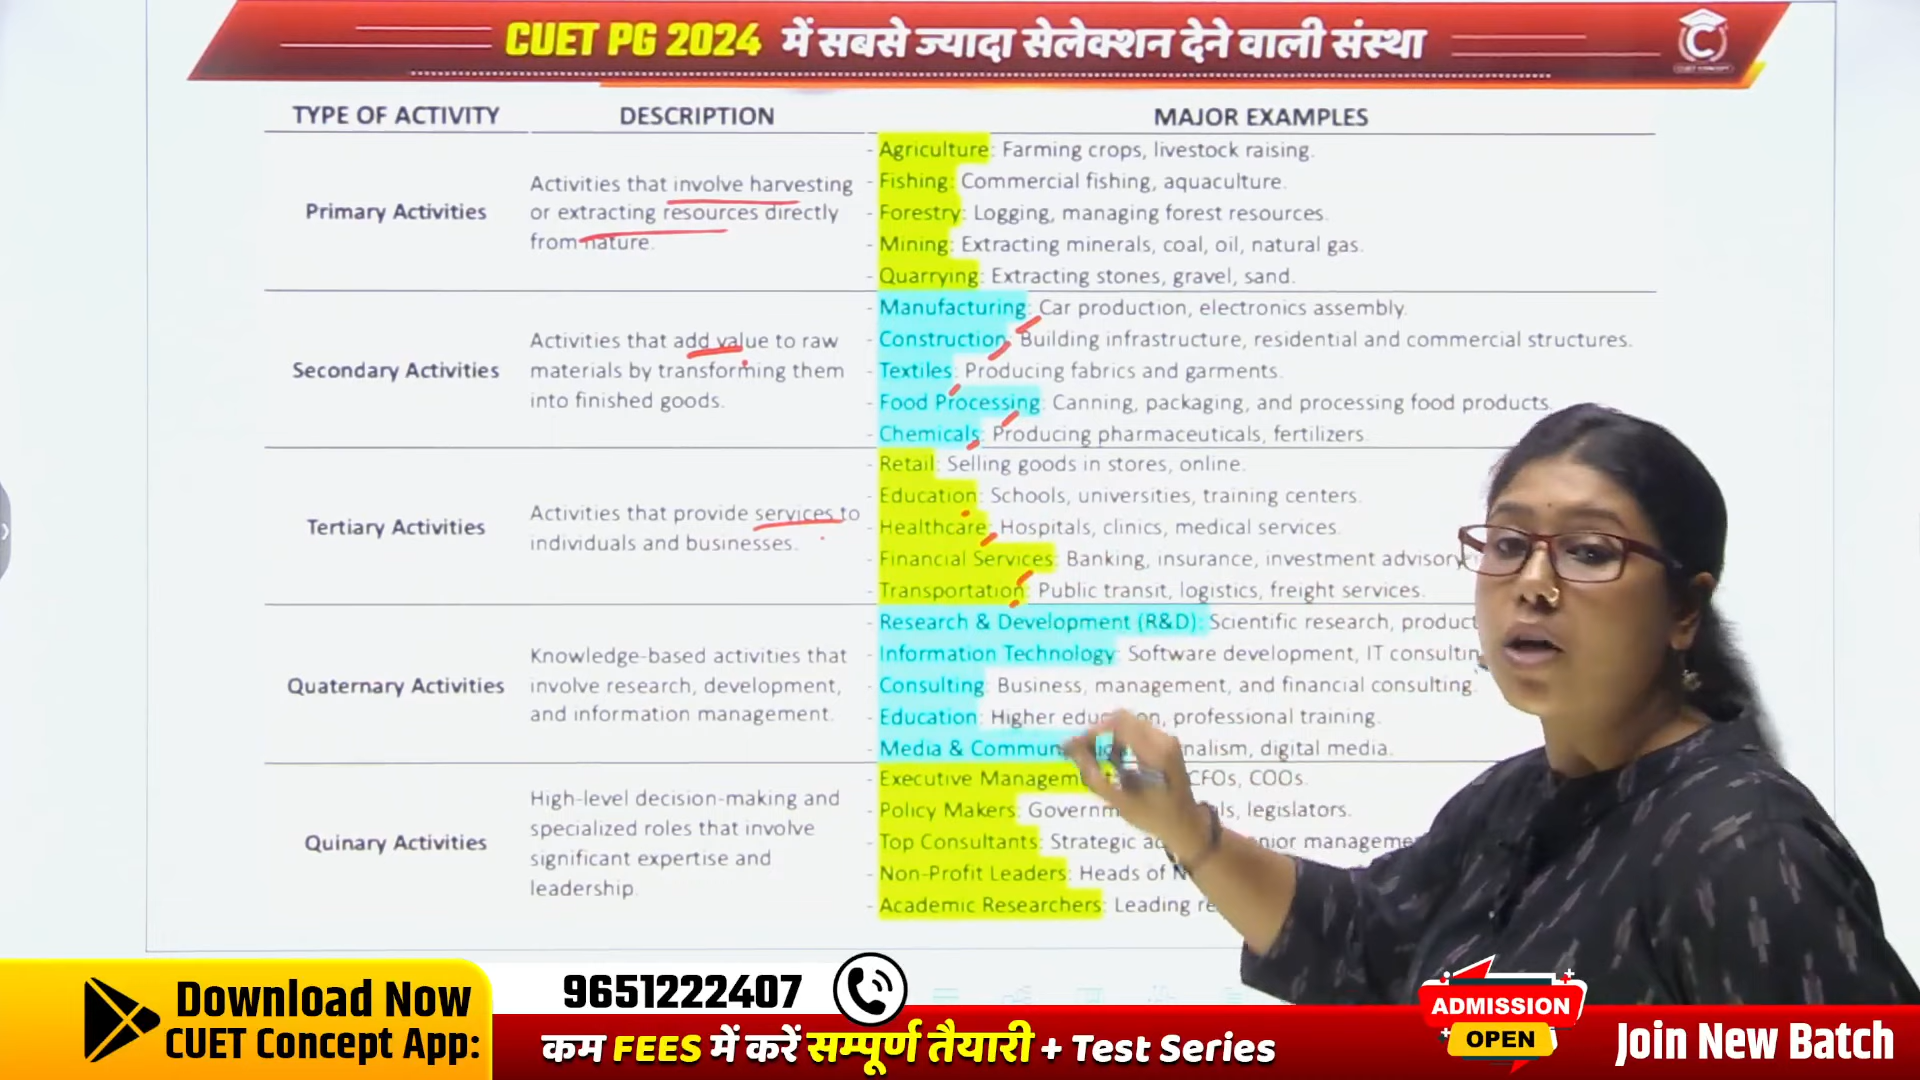 CUET PG 2024 में सबसे ज्यादा सेलेक्शन देने वाली संस्था
TYPE OF ACTIVITY DESCRIPTION MAJOR EXAMPLES
Primary Activities
Activities that involve harvesting
or extracting resources directly
from nature.
- Agriculture: Farming crops, livestock raising.
- Fishing: Commercial fishing, aquaculture.
- Forestry: Logging, managing forest resources.
- Mining: Extracting minerals, coal, oil, natural gas.
- Quarrying: Extracting stones, gravel, sand.
Secondary Activities
Activities that add value to raw
materials by transforming them
into finished goods.
- Manufacturing: Car production, electronics assembly.
- Construction: Building infrastructure, residential and commercial structures.
- Textiles: Producing fabrics and garments.
- Food Processing: Canning, packaging, and processing food products.
- Chemicals: Producing pharmaceuticals, fertilizers.
Tertiary Activities
Activities that provide services to
individuals and businesses.
- Retail: Selling goods in stores, online.
- Education: Schools, universities, training centers.
- Healthcare: Hospitals, clinics, medical services.
- Financial Services: Banking, insurance, investment advisory
- Transportation: Public transit, logistics, freight services.
Quaternary Activities
Knowledge-based activities that
involve research, development,
and information management.
- Research & Development (R&D): Scientific research, product
- Information Technology: Software development, IT
- Consulting: Business, management, and financial consulting.
- Education: Higher professional training.
- Media & digital media.
Quinary Activities
High-level decision-making and
specialized roles that involve
significant expertise and
leadership.
- Executive CFOs, COOs.
- Policy Makers: legislators.
- Top Consultants: Strategic
- Non-Profit Leaders: Heads of
- Academic Researchers: Leading
Download Now
CUET Concept App:
9651222407
कम FEES में करें सम्पूर्ण तैयारी + Test Series
ADMISSION
OPEN
Join New Batch